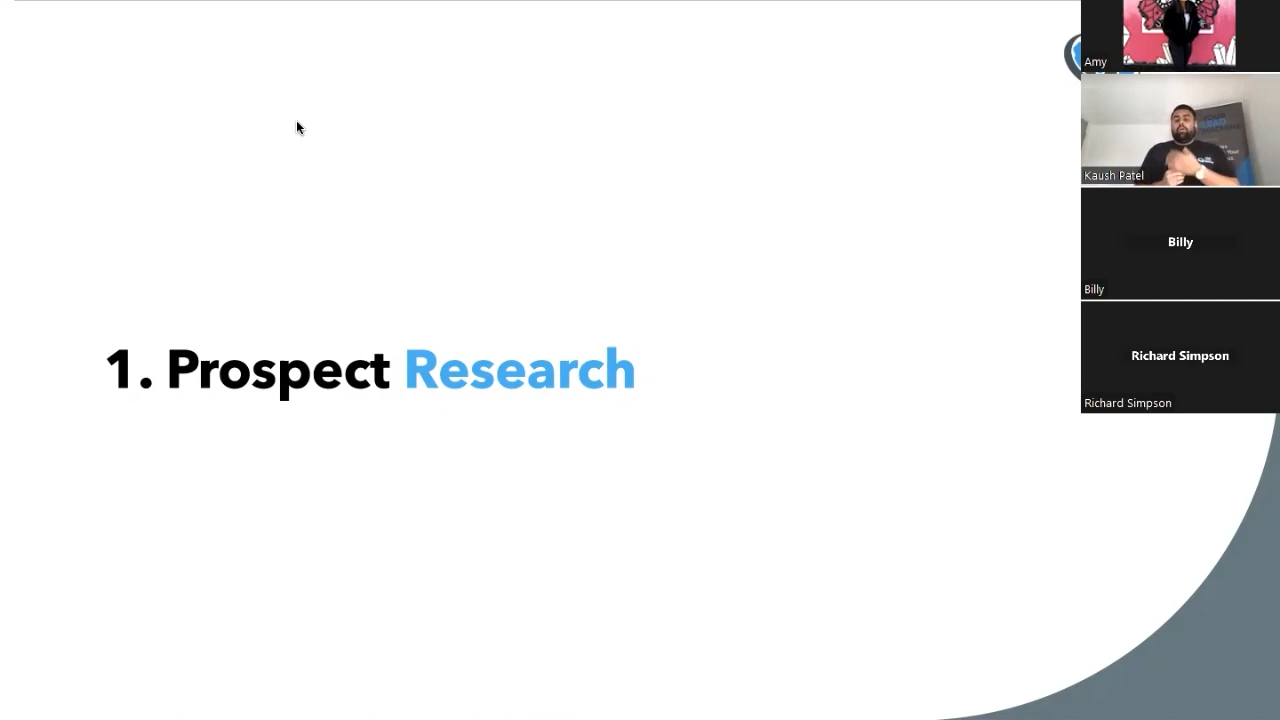 1. Prospect Research
Amy
Kaush Patel
Billy
Billy
Richard Simpson
Richard Simpson